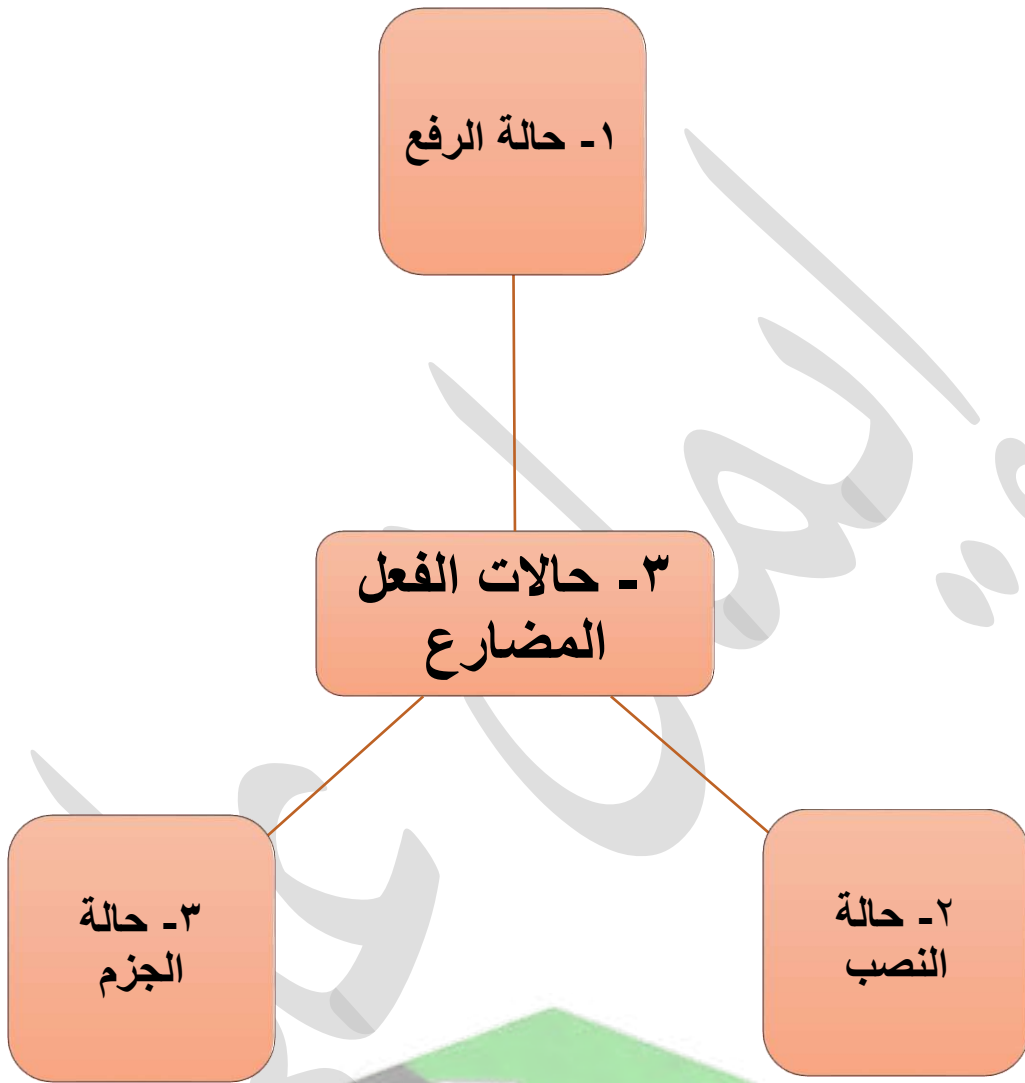 ١- حالة الرفع
٣- حالات الفعل
المضارع
٢- حالة
النصب
٣- حالة
الجزم